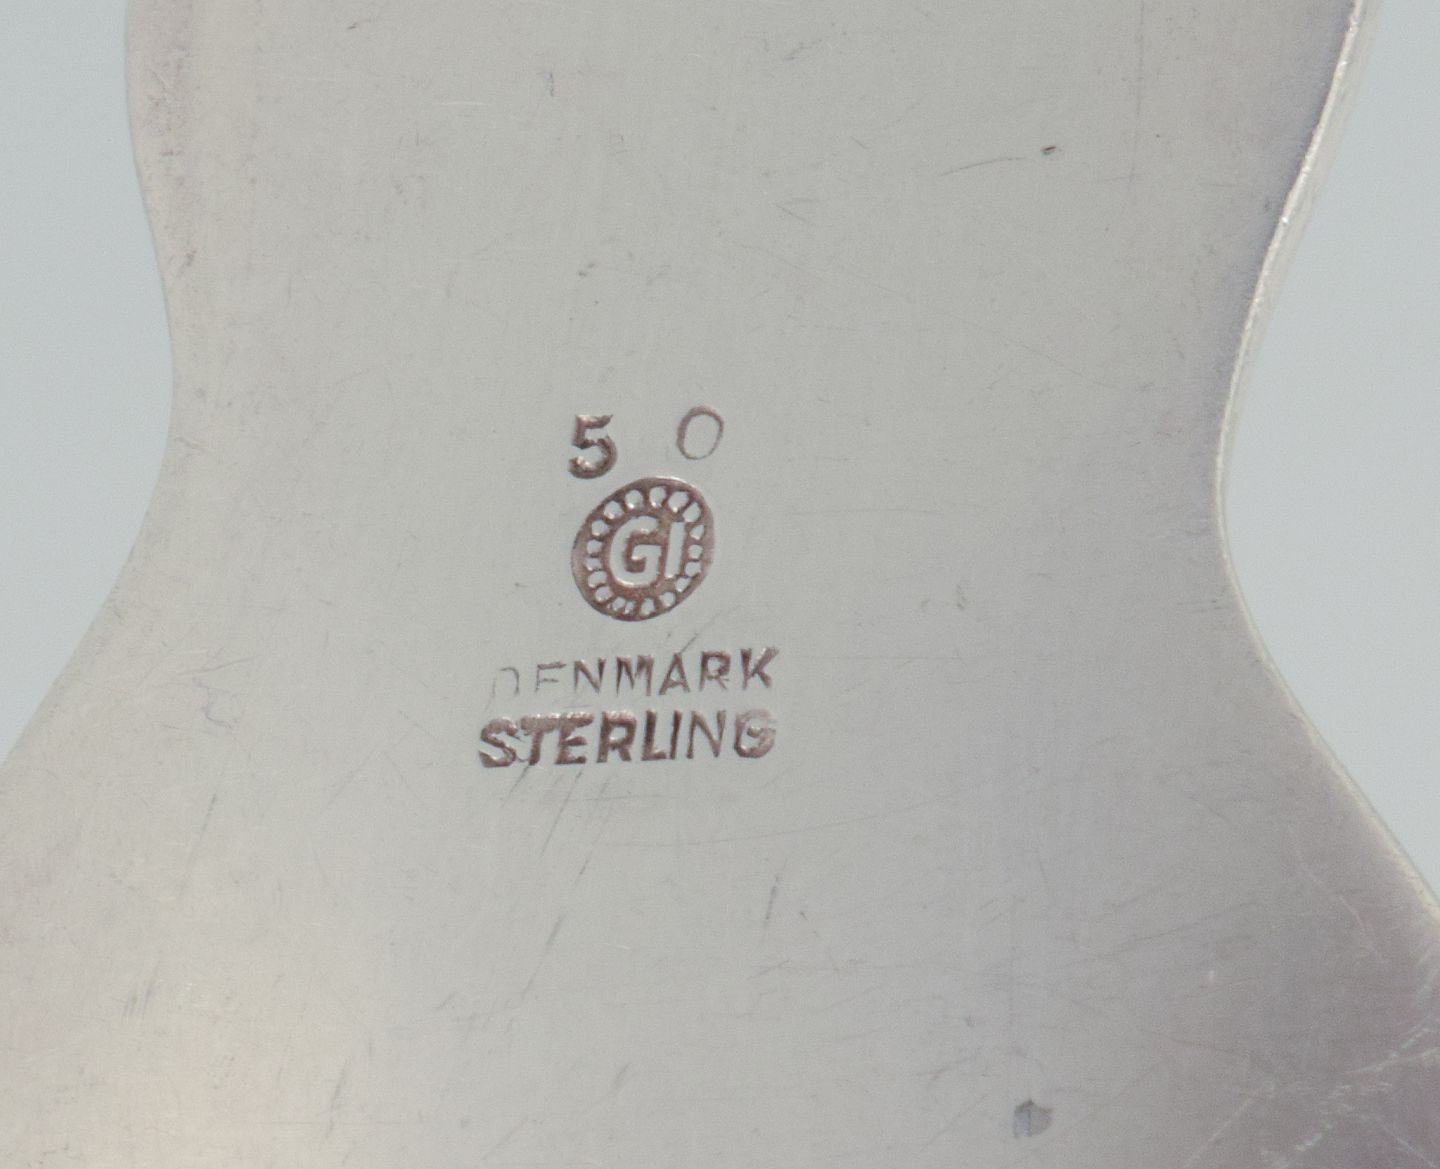 5 0
GI
DENMARK
STERLING